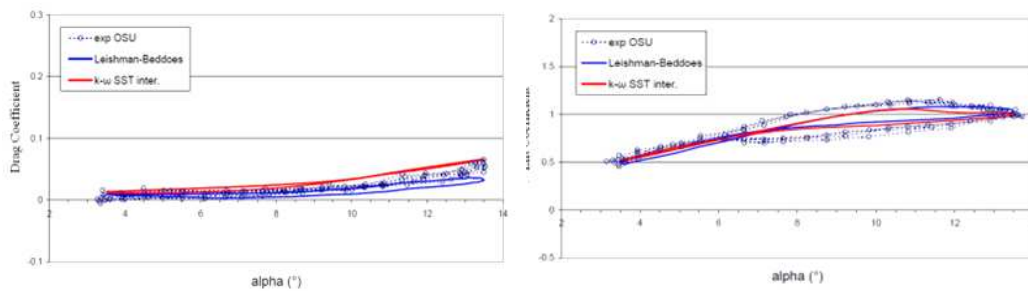 0.3
0.2
0.1
0
-0.1
Drag Coefficient
exp OSU
Leishman-Beddoes
k-ω SST inter.
4
6
8
10
12
14
alpha (°)
2
1.5
1
0.5
0
-0.5
Coefficient
exp OSU
Leishman-Beddoes
k-ω SST inter.
2
4
6
8
10
12
alpha (°)